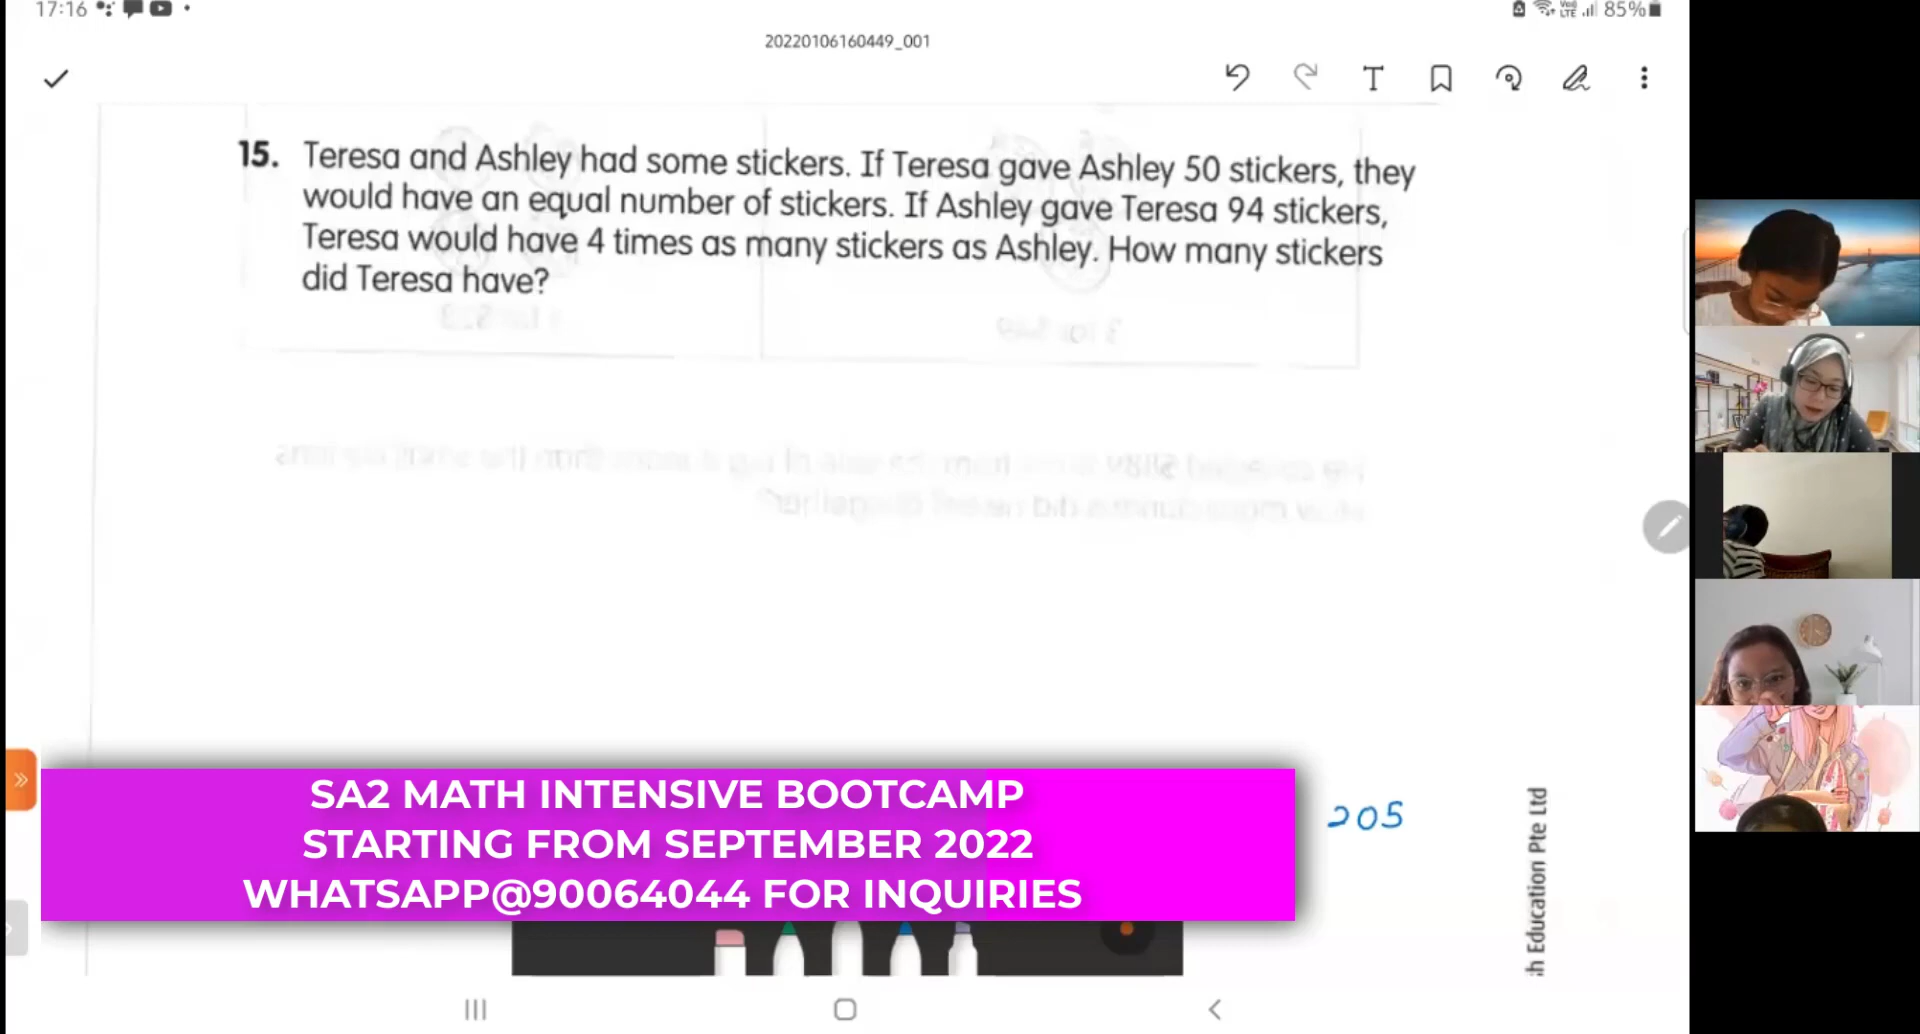 17:16
VoD LTE 85%
20220106160449_001
T
15. Teresa and Ashley had some stickers. If Teresa gave Ashley 50 stickers, they
would have an equal number of stickers. If Ashley gave Teresa 94 stickers,
Teresa would have 4 times as many stickers as Ashley. How many stickers
did Teresa have?
SA2 MATH INTENSIVE BOOTCAMP
STARTING FROM SEPTEMBER 2022
WHATSAPP@90064044 FOR INQUIRIES
205
h Education Pte Ltd